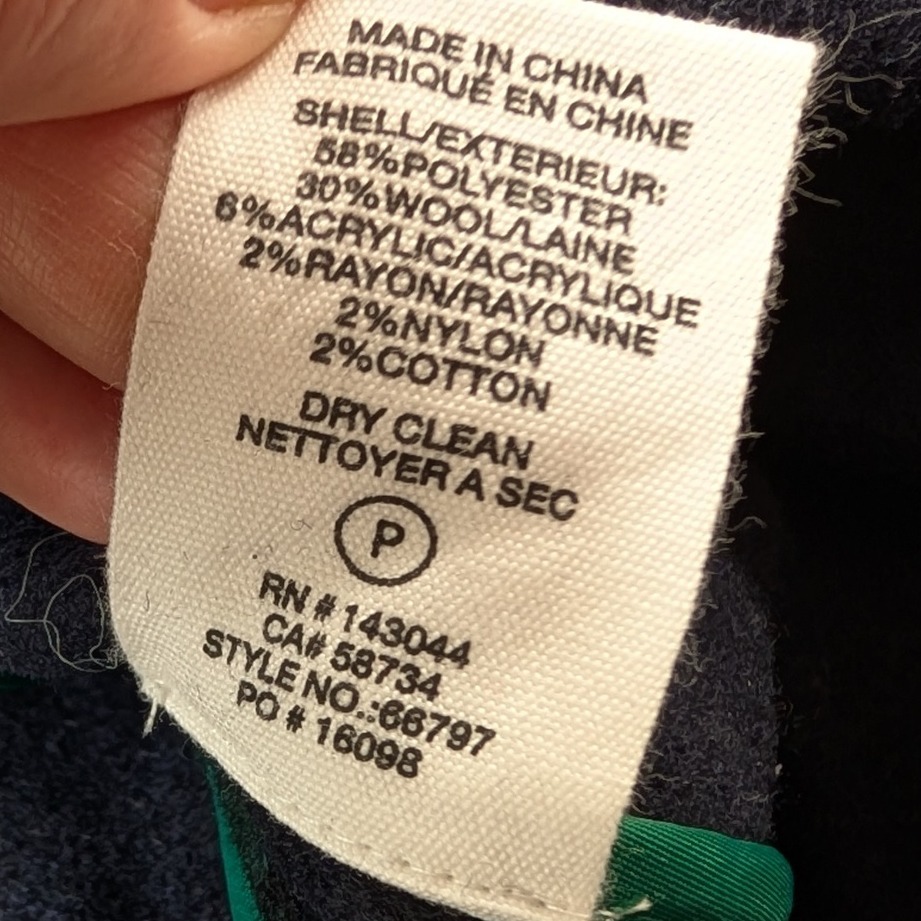 MADE IN CHINA
FABRIQUÉ EN CHINE
SHELL/EXTERIEUR:
58%POLYESTER
30%WOOL/LAINE
6%ACRYLIC/ACRYLIQUE
2%RAYON/RAYONNE
2%NYLON
2%COTTON
DRY CLEAN
NETTOYER A SEC
P
RN # 143044
CA# 58734
STYLE NO.:66797
PO # 16098